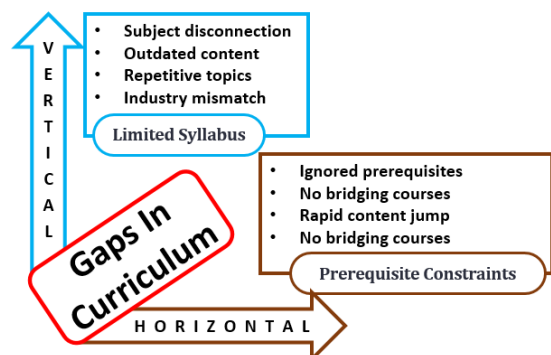 VERTICAL
• Subject disconnection
• Outdated content
• Repetitive topics
• Industry mismatch
Limited Syllabus
• Ignored prerequisites
• No bridging courses
• Rapid content jump
• No bridging courses
Prerequisite Constraints
Gaps In
Curriculum
HORIZONTAL